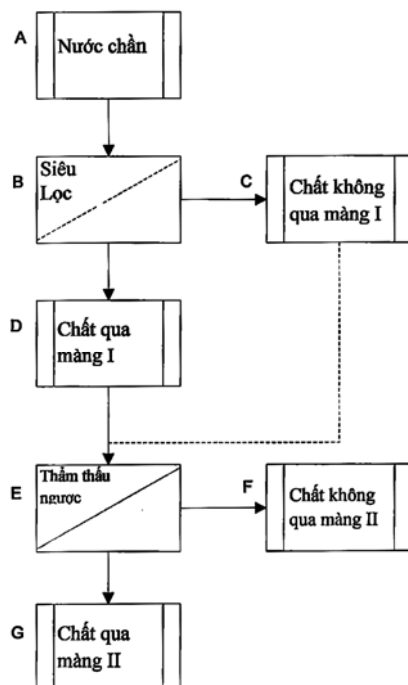 A
Nước chần
B
Siêu
Lọc
C
Chất không
qua màng I
D
Chất qua
màng I
E
Thẩm thấu
ngược
F
Chất không
qua màng II
G
Chất qua
màng II